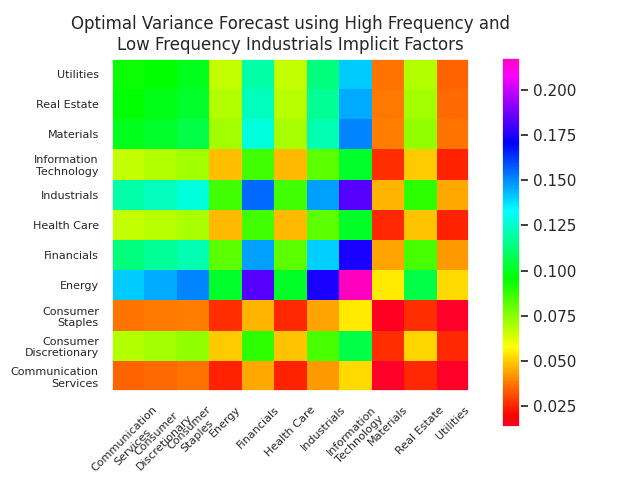 Optimal Variance Forecast using High Frequency and
Low Frequency Industrials Implicit Factors
Utilities
Real Estate
Materials
Information
Technology
Industrials
Health Care
Financials
Energy
Consumer
Staples
Consumer
Discretionary
Communication
Services
Communication
Services
Consumer
Discretionary
Consumer
Staples
Energy
Financials
Health Care
Industrials
Information
Technology
Materials
Real Estate
Utilities
0.200
0.175
0.150
0.125
0.100
0.075
0.050
0.025